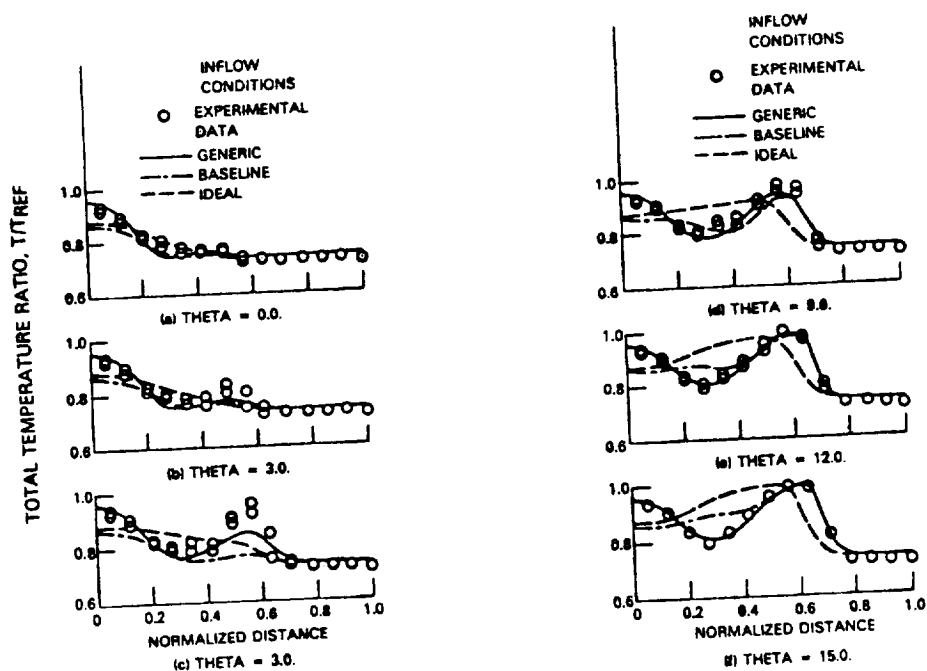 INFLOW
CONDITIONS
EXPERIMENTAL
DATA
GENERIC
BASELINE
IDEAL
TOTAL TEMPERATURE RATIO, T/TREF
1.0
0.8
0.6
(a) THETA = 0.0.
1.0
0.8
0.6
(b) THETA = 3.0.
1.0
0.8
0.6
0 0.2 0.4 0.6 0.8 1.0
NORMALIZED DISTANCE
(c) THETA = 3.0.
INFLOW
CONDITIONS
EXPERIMENTAL
DATA
GENERIC
BASELINE
IDEAL
1.0
0.8
0.6
(d) THETA = 9.0.
1.0
0.8
0.6
(e) THETA = 12.0.
1.0
0.8
0.6
0 0.2 0.4 0.6 0.8 1.0
NORMALIZED DISTANCE
(f) THETA = 15.0.